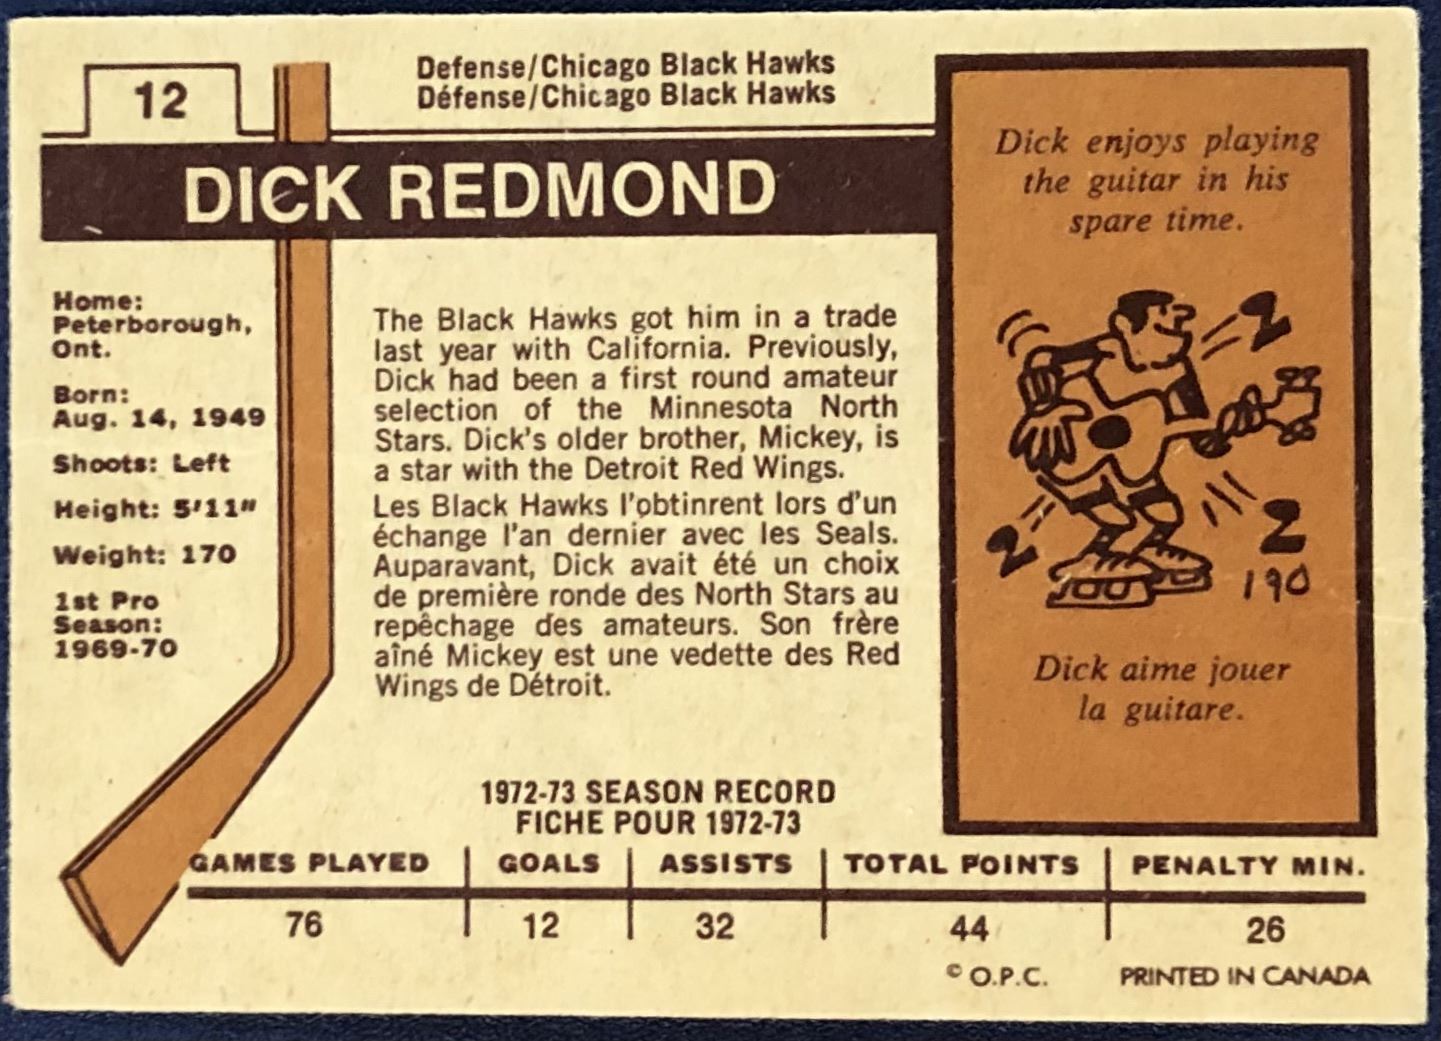 12
Defense/Chicago Black Hawks
Défense/Chicago Black Hawks
DICK REDMOND
Home:
Peterborough,
Ont.
Born:
Aug. 14, 1949
Shoots: Left
Height: 5'11"
Weight: 170
1st Pro
Season:
1969-70
The Black Hawks got him in a trade
last year with California. Previously,
Dick had been a first round amateur
selection of the Minnesota North
Stars. Dick's older brother, Mickey, is
a star with the Detroit Red Wings.
Les Black Hawks l'obtinrent lors d'un
échange l'an dernier avec les Seals.
Auparavant, Dick avait été un choix
de première ronde des North Stars au
repêchage des amateurs. Son frère
aîné Mickey est une vedette des Red
Wings de Détroit.
Dick enjoys playing
the guitar in his
spare time.
190
Dick aime jouer
la guitare.
1972-73 SEASON RECORD
FICHE POUR 1972-73
GAMES PLAYED GOALS ASSISTS TOTAL POINTS PENALTY MIN.
76 12 32 44 26
© O.P.C. PRINTED IN CANADA